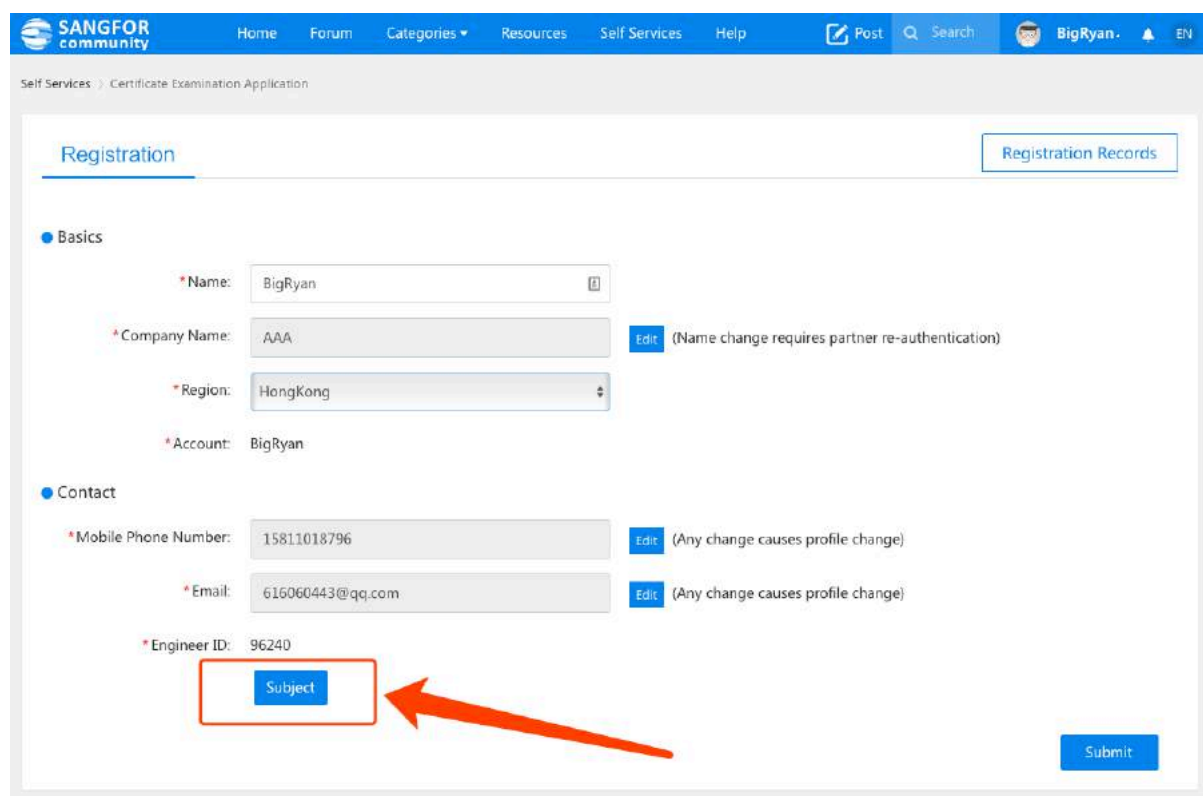 SANGFOR
community
Home Forum Categories Resources Self Services Help Post Search BigRyan. EN
Self Services Certificate Examination Application
Registration
Registration Records
Basics
*Name: BigRyan
*Company Name: AAA Edit (Name change requires partner re-authentication)
*Region: HongKong
*Account: BigRyan
Contact
*Mobile Phone Number: 15811018796 Edit (Any change causes profile change)
*Email: 616060443@qq.com Edit (Any change causes profile change)
*Engineer ID: 96240
Subject
Submit